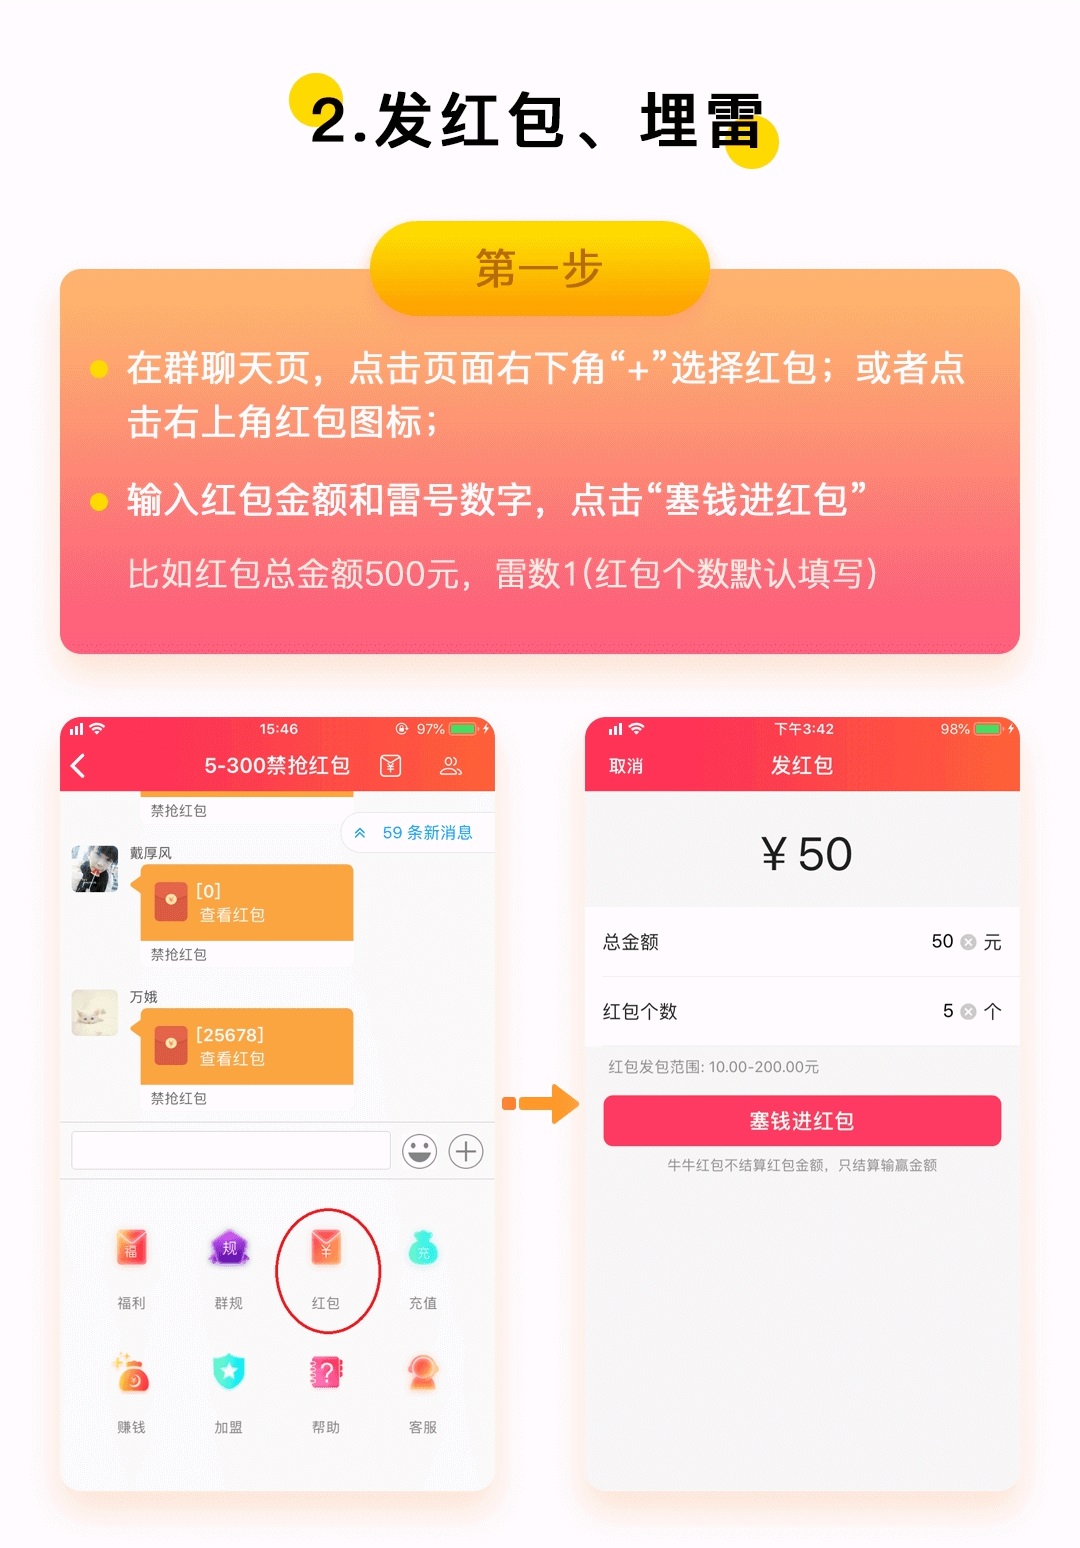 2.发红包、埋雷
第一步
在群聊天页，点击页面右下角“+”选择红包；或者点
击右上角红包图标；
输入红包金额和雷号数字，点击“塞钱进红包”
比如红包总金额500元，雷数1(红包个数默认填写)
15:46
97%
5-300禁抢红包
禁抢红包
59 条新消息
戴厚风
[0]
查看红包
禁抢红包
万娥
[25678]
查看红包
禁抢红包
福
规
充
福利
群规
红包
充值
赚钱
加盟
帮助
客服
下午3:42
98%
取消
发红包
¥ 50
总金额
50
元
红包个数
5
个
红包发包范围: 10.00-200.00元
塞钱进红包
牛牛红包不结算红包金额，只结算输赢金额